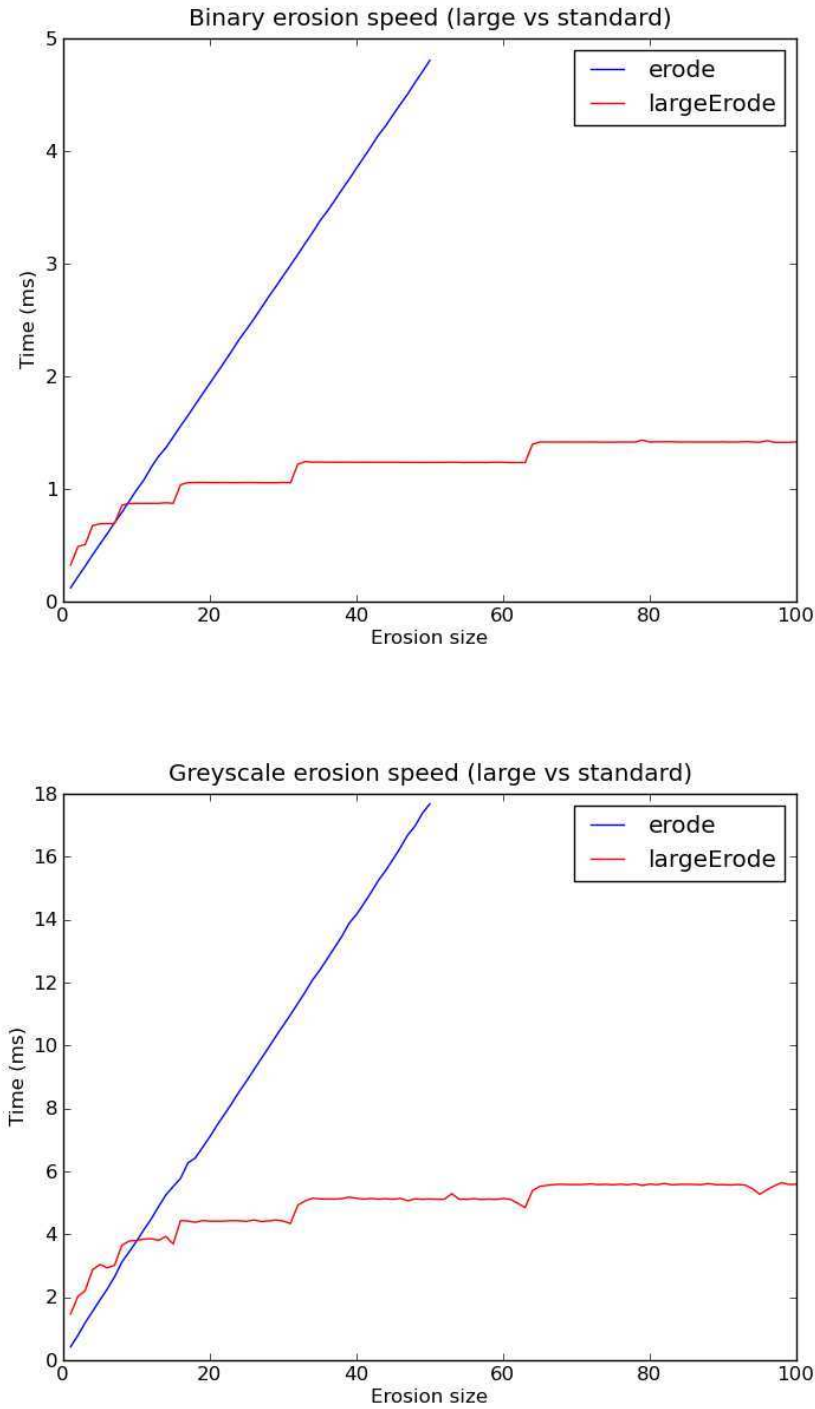 Binary erosion speed (large vs standard)
5
4
3
2
1
0
Time (ms)
erode
largeErode
0 20 40 60 80 100
Erosion size
Greyscale erosion speed (large vs standard)
18
16
14
12
10
8
6
4
2
0
Time (ms)
erode
largeErode
0 20 40 60 80 100
Erosion size